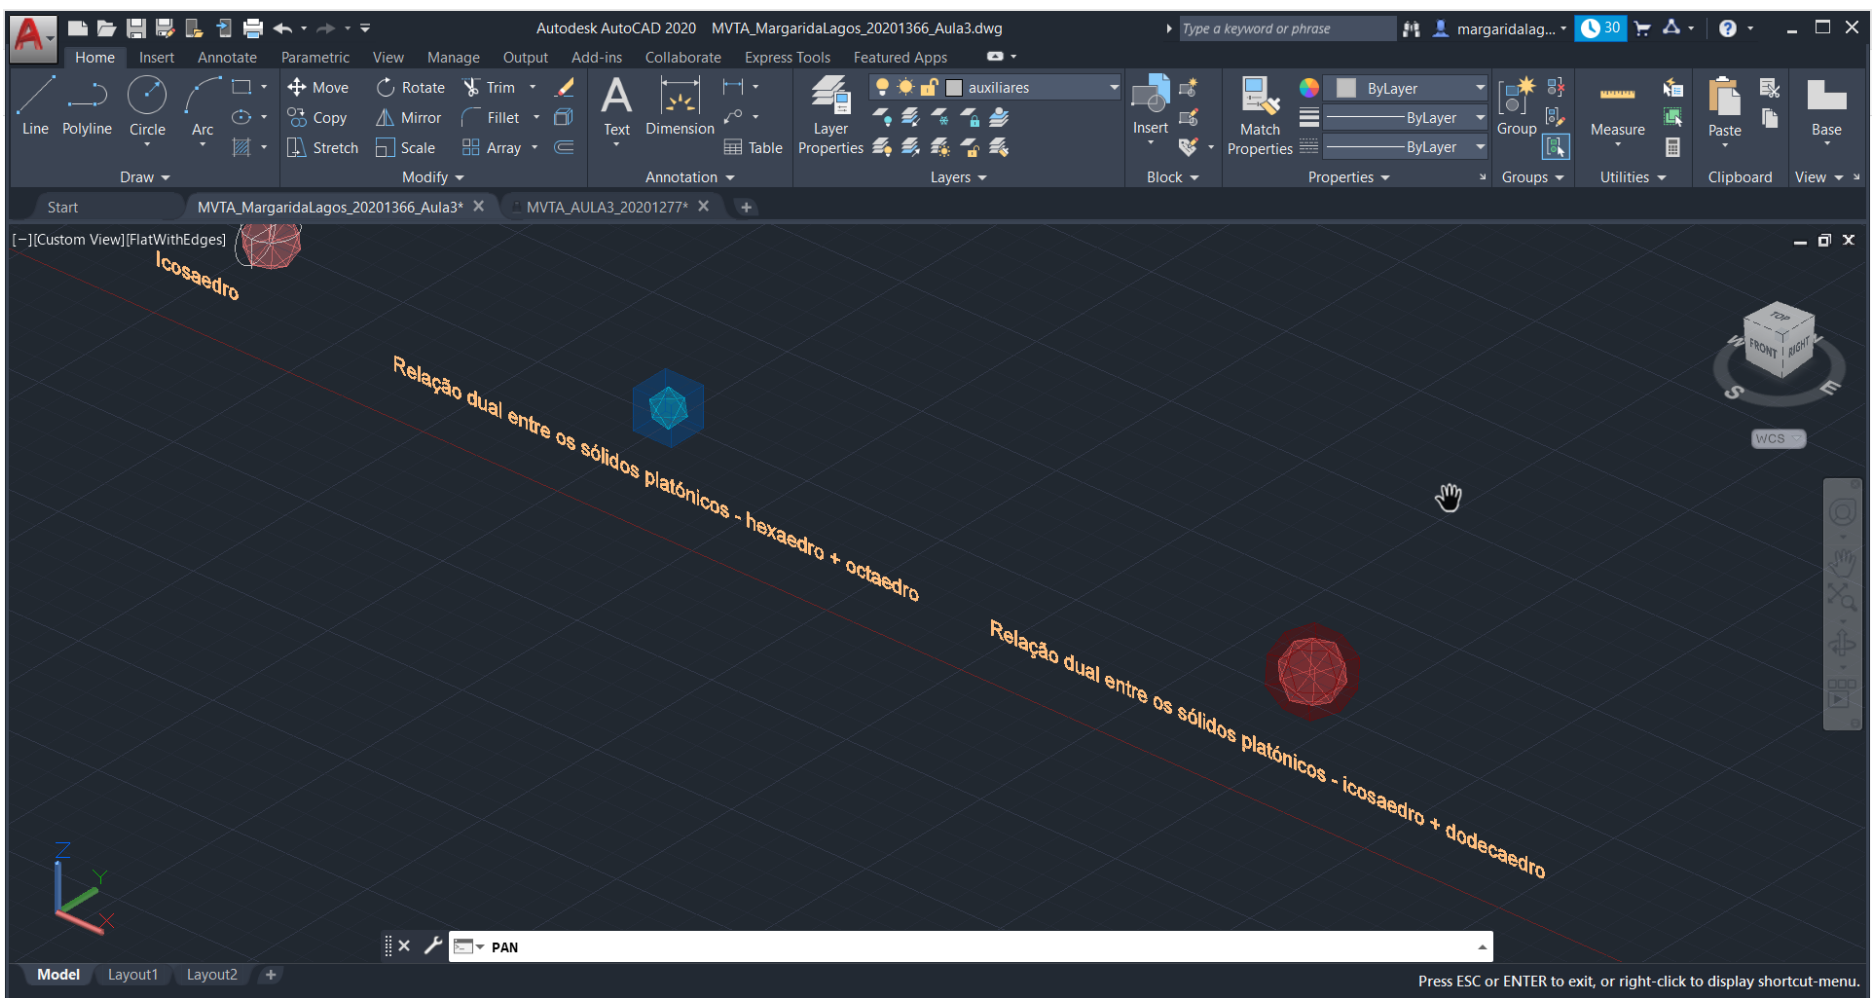 Autodesk AutoCAD 2020 MVTA_MargaridaLagos_20201366_Aula3.dwg
Type a keyword or phrase
margaridalag...
30
Home Insert Annotate Parametric View Manage Output Add-ins Collaborate Express Tools Featured Apps
Line Polyline Circle Arc
Move Rotate Trim
Copy Mirror Fillet
Stretch Scale Array
Text Dimension
Table
Layer
Properties
auxiliares
Insert
Match
Properties
ByLayer
ByLayer
ByLayer
Group
Measure
Paste
Base
Draw Modify Annotation Layers Block Properties Groups Utilities Clipboard View
Start MVTA_MargaridaLagos_20201366_Aula3* MVTA_AULA3_20201277*
[−][Custom View][FlatWithEdges]
Icosaedro
Relação dual entre os sólidos platónicos - hexaedro + octaedro
Relação dual entre os sólidos platónicos - icosaedro + dodecaedro
TOP
FRONT RIGHT
W
S E
WCS
Z
Y
X
PAN
Model Layout1 Layout2 +
Press ESC or ENTER to exit, or right-click to display shortcut-menu.